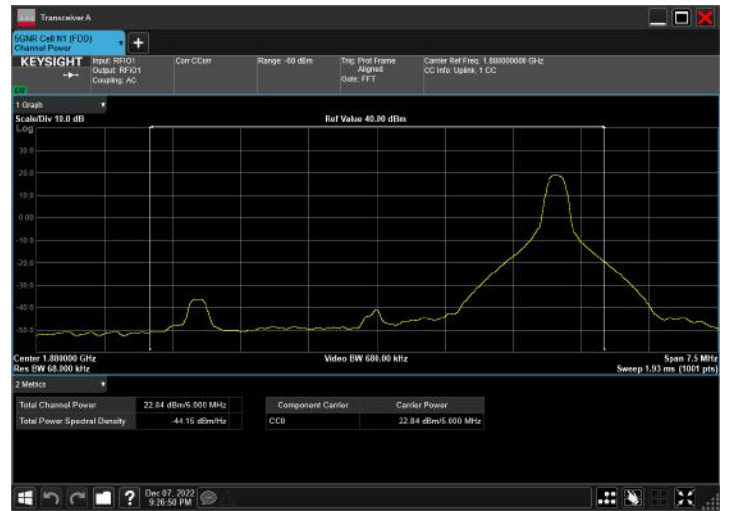 Transceiver A
5GNR Cell N1 (FDD)
Channel Power
KEYSIGHT
Input: RFIO1
Output: RFIO1
Coupling: AC
Corr CCorr
Range -60 dBm
Trig: Prot Frame
Aligned
Gate: FFT
Carrier Ref Freq: 1.880000000 GHz
CC Info: Uplink, 1 CC
1 Graph
Scale/Div 10.0 dB
Ref Value 40.00 dBm
Log
30.0
20.0
10.0
0.00
-10.0
-20.0
-30.0
-40.0
-50.0
Center 1.880000 GHz
Video BW 680.00 kHz
Span 7.5 MHz
Res BW 68.000 kHz
Sweep 1.93 ms (1001 pts)
2 Metrics
Total Channel Power
22.84 dBm/5.000 MHz
Total Power Spectral Density
-44.15 dBm/Hz
Component Carrier
Carrier Power
CC0
22.84 dBm/5.000 MHz
?
Dec 07, 2022
9:26:50 PM